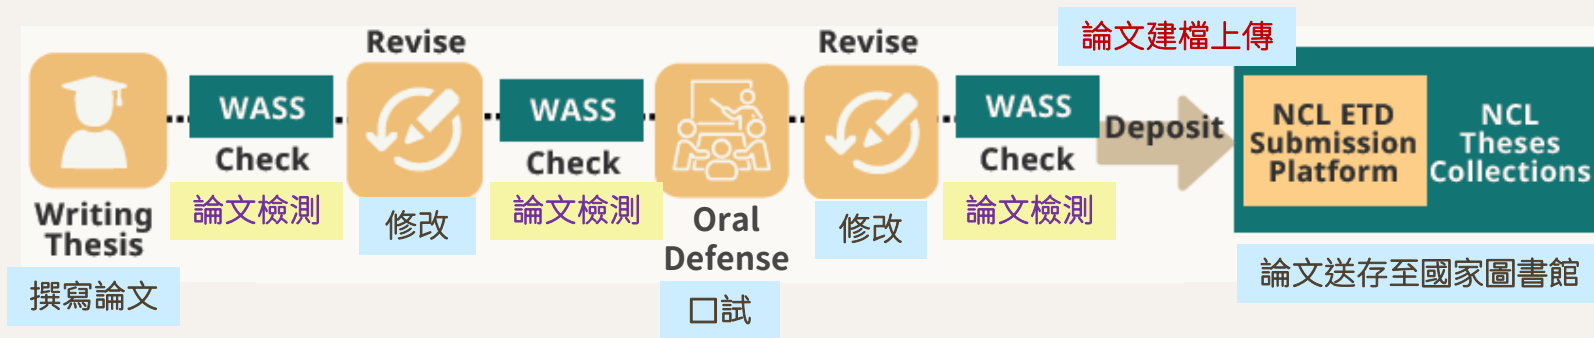 Writing
Thesis
撰寫論文
WASS
Check
論文檢測
Revise
修改
WASS
Check
論文檢測
Oral
Defense
口試
Revise
修改
WASS
Check
論文檢測
Deposit
論文建檔上傳
NCL ETD
Submission
Platform
NCL
Theses
Collections
論文送存至國家圖書館